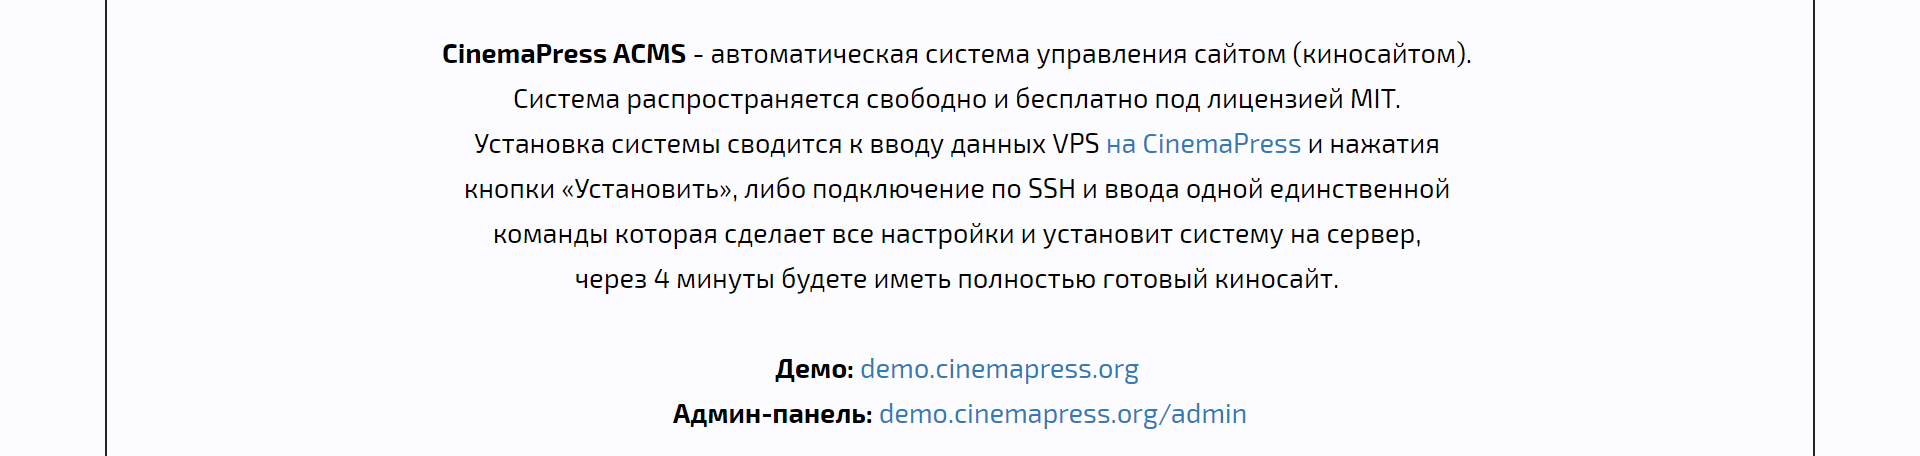 CinemaPress ACMS - автоматическая система управления сайтом (киносайтом).
Система распространяется свободно и бесплатно под лицензией MIT.
Установка системы сводится к вводу данных VPS на CinemaPress и нажатия
кнопки «Установить», либо подключение по SSH и ввода одной единственной
команды которая сделает все настройки и установит систему на сервер,
через 4 минуты будете иметь полностью готовый киносайт.
Демо: demo.cinemapress.org
Админ-панель: demo.cinemapress.org/admin